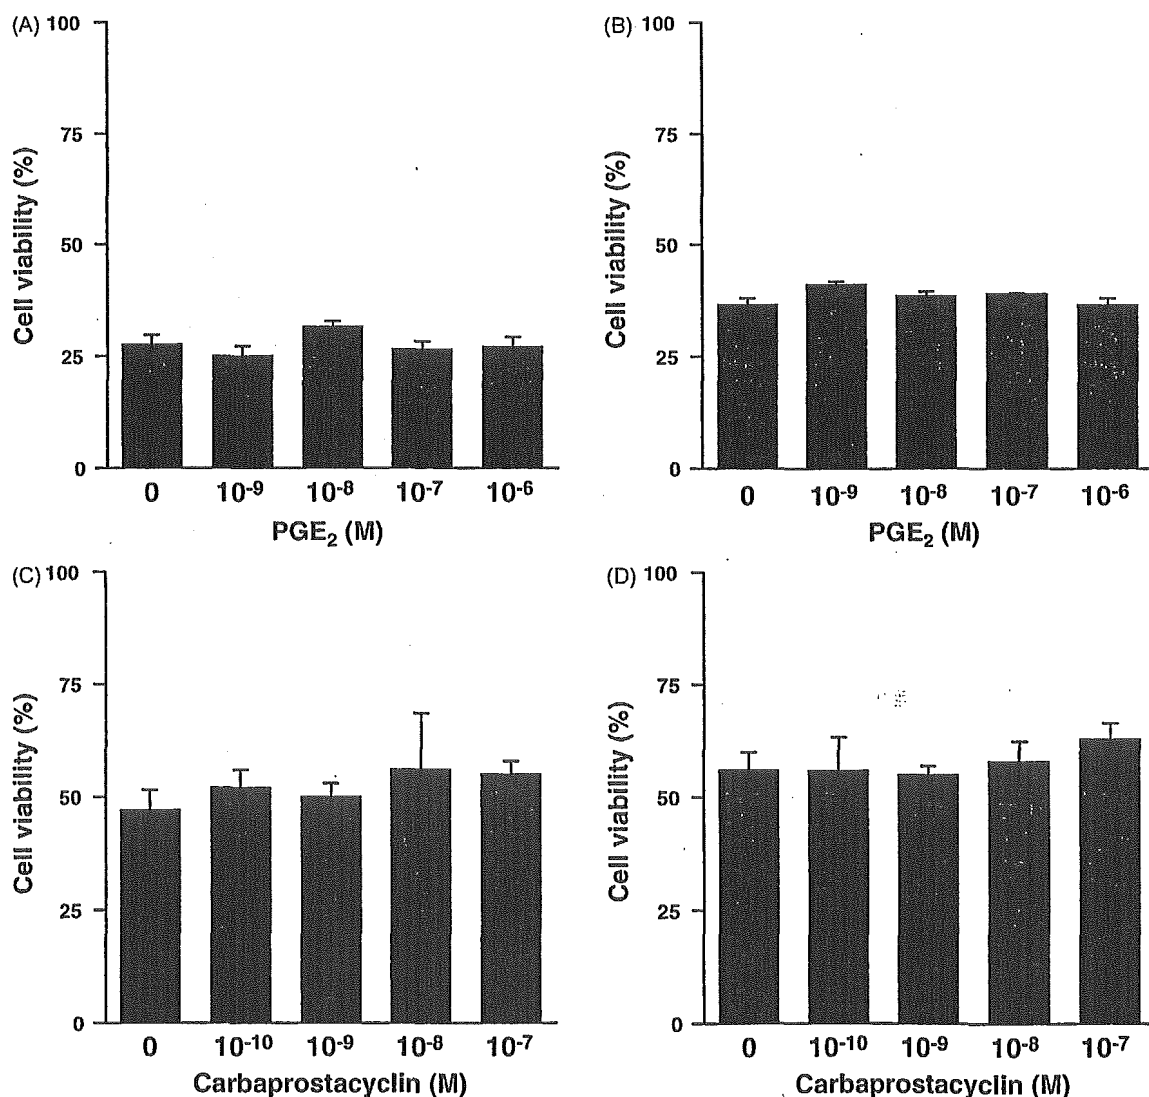 (A)
100
75
50
25
0
Cell viability (%)
0 10-9 10-8 10-7 10-6
PGE2 (M)
(B)
100
75
50
25
0
Cell viability (%)
0 10-9 10-8 10-7 10-6
PGE2 (M)
(C)
100
75
50
25
0
Cell viability (%)
0 10-10 10-9 10-8 10-7
Carbaprostacyclin (M)
(D)
100
75
50
25
0
Cell viability (%)
0 10-10 10-9 10-8 10-7
Carbaprostacyclin (M)